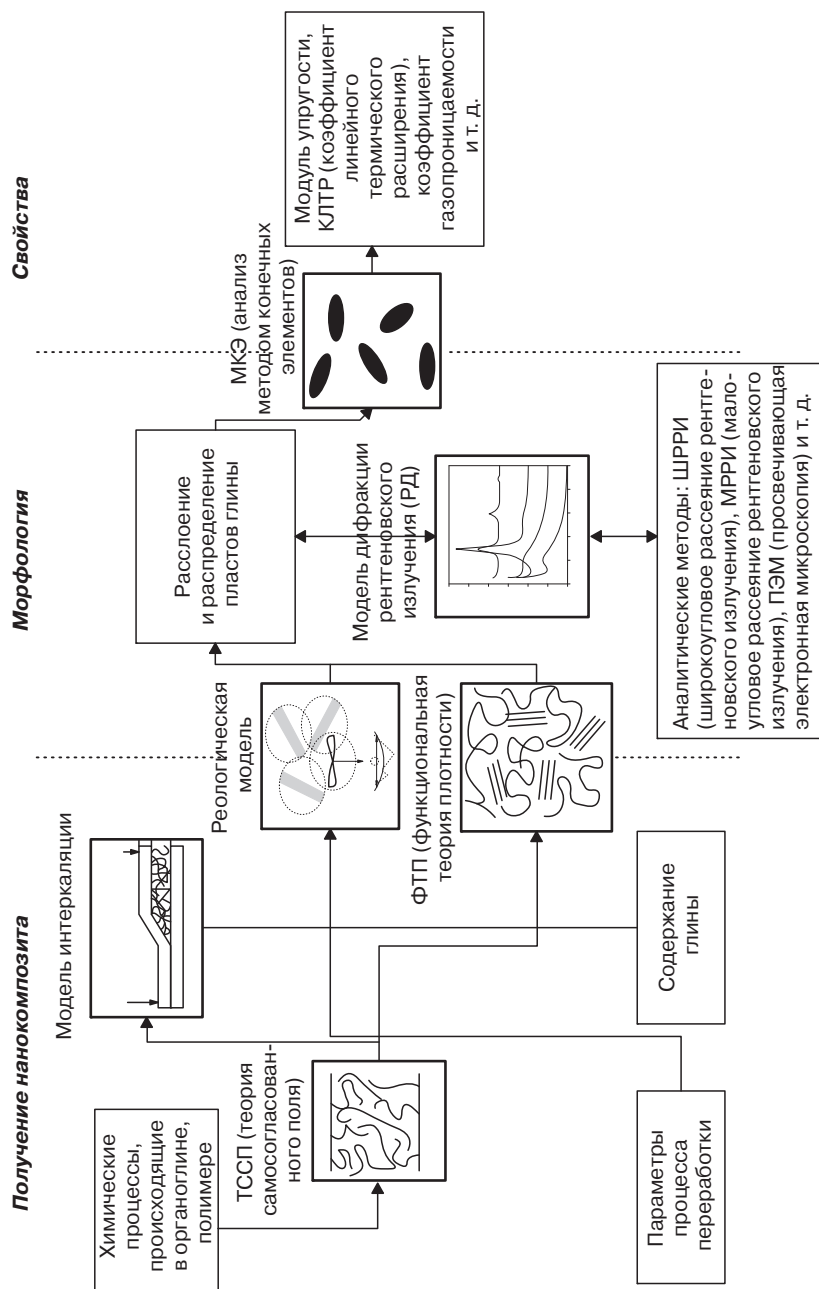 Получение нанокомпозита
Морфология
Свойства
Химические
процессы,
происходящие
в органоглине,
полимере
ТССП (теория
самосогласован-
ного поля)
Модель интеркаляции
Параметры
процесса
переработки
Содержание
глины
Реологическая
модель
ФТП (функциональная
теория плотности)
Расслоение
и распределение
пластов глины
Модель дифракции
рентгеновского
излучения (РД)
Аналитические методы: ШРРИ
(широкоугловое рассеяние рентге-
новского излучения), МРРИ (мало-
угловое рассеяние рентгеновского
излучения), ПЭМ (просвечивающая
электронная микроскопия) и т. д.
МКЭ (анализ
методом конечных
элементов)
Модуль упругости,
КЛТР (коэффициент
линейного
термического
расширения),
коэффициент
газопроницаемости
и т. д.